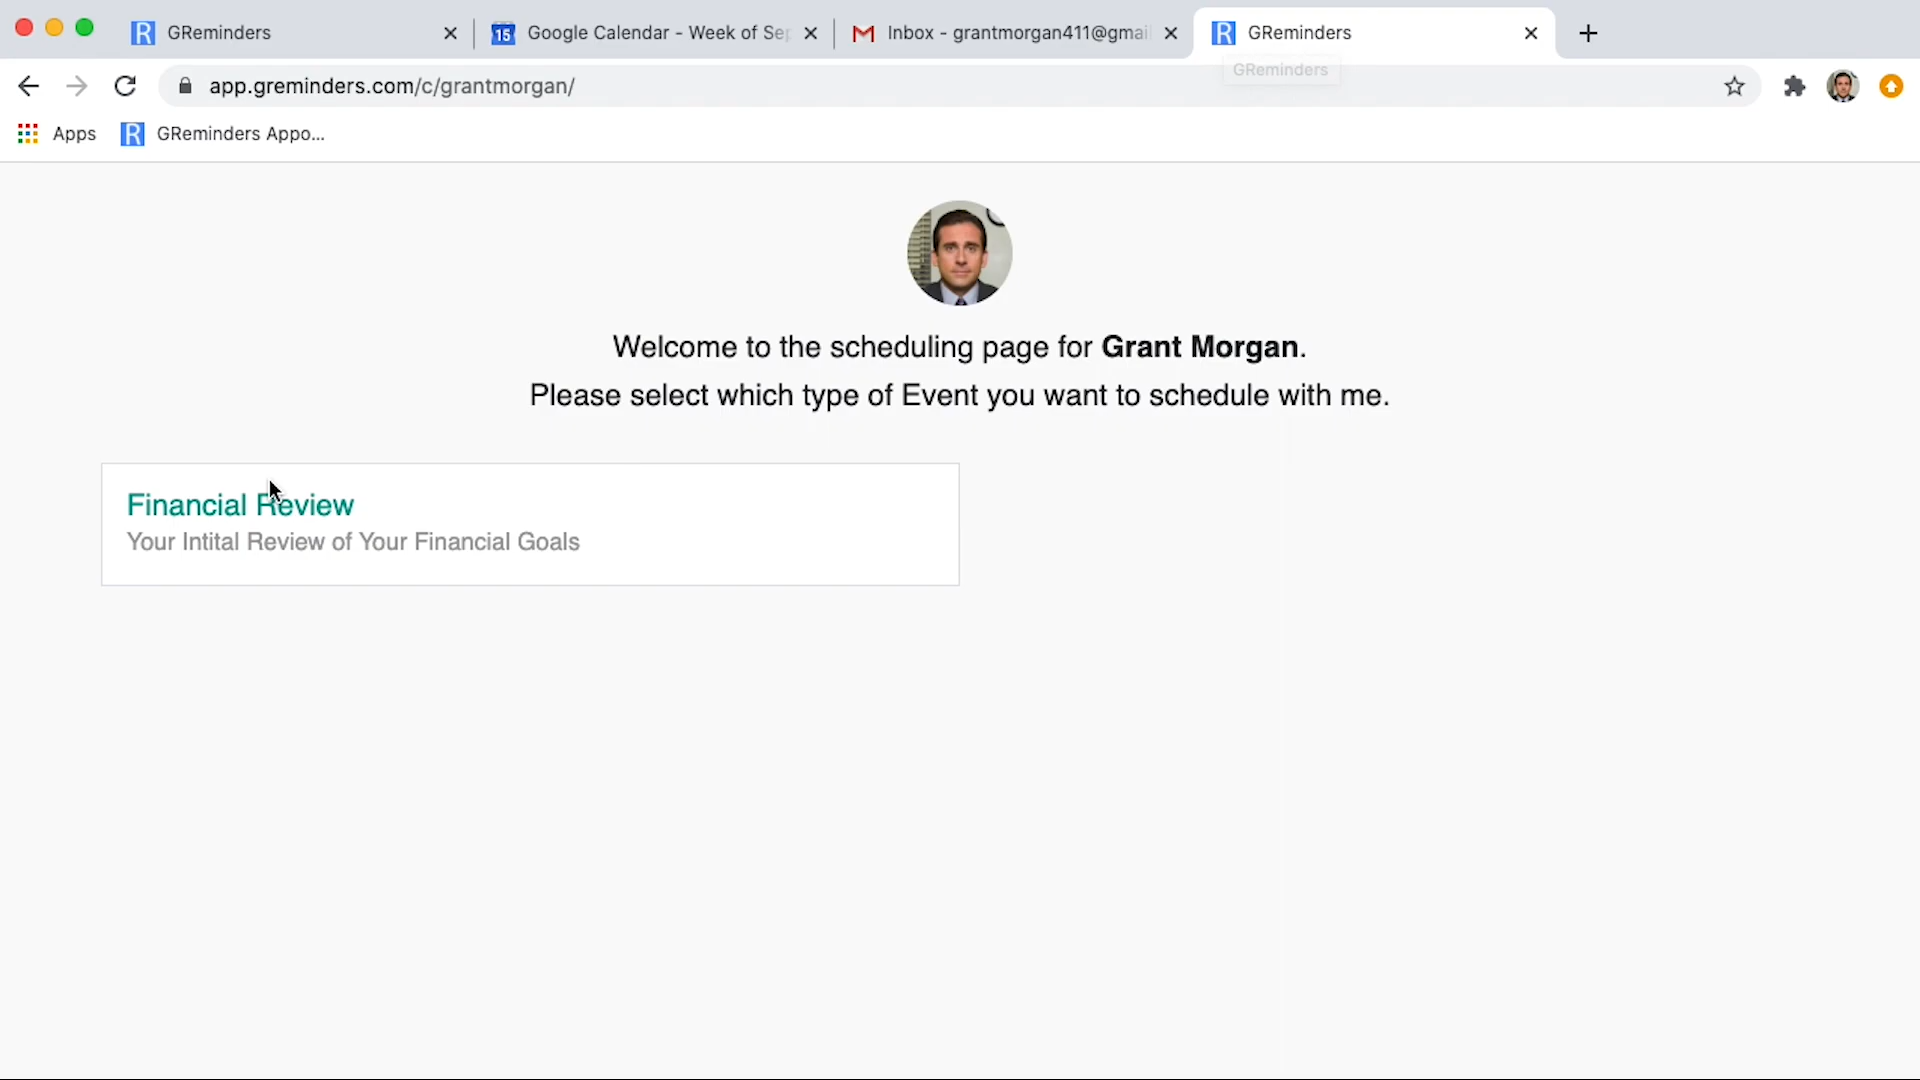 GReminders
Google Calendar - Week of Sep
Inbox - grantmorgan411@gmail
GReminders
app.greminders.com/c/grantmorgan/
GReminders
Apps
GReminders Appo...
Welcome to the scheduling page for Grant Morgan.
Please select which type of Event you want to schedule with me.
Financial Review
Your Intital Review of Your Financial Goals